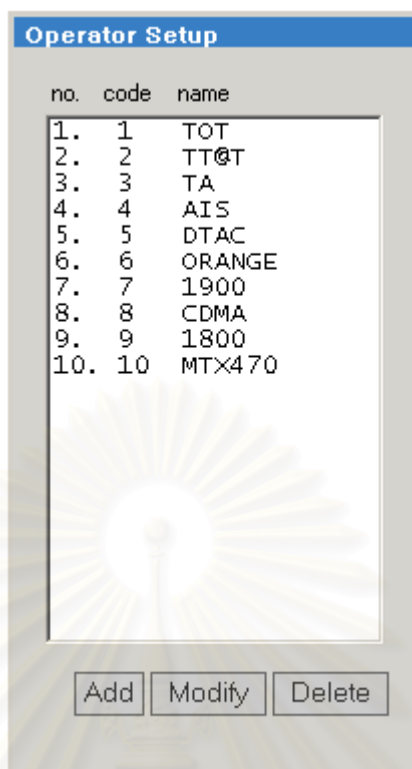 Operator Setup
no. code name
1. 1 TOT
2. 2 TT@T
3. 3 TA
4. 4 AIS
5. 5 DTAC
6. 6 ORANGE
7. 7 1900
8. 8 CDMA
9. 9 1800
10. 10 MTX470
Add Modify Delete